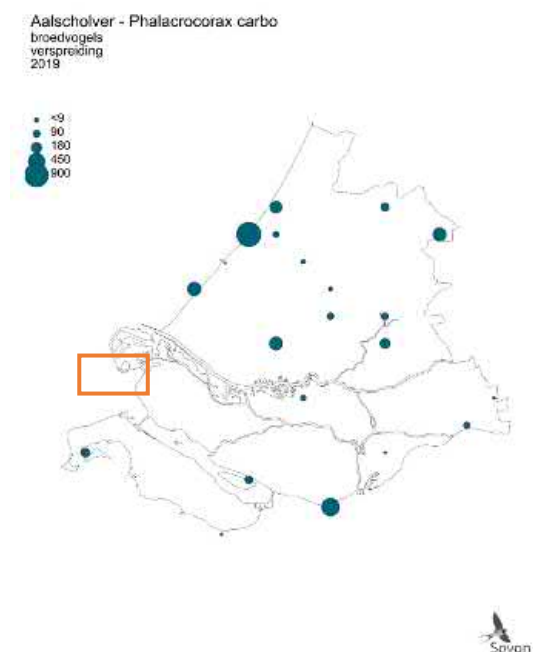 Aalscholver - Phalacrocorax carbo
broedvogels
verspreiding
2019
<9
90
180
450
900
Sovon